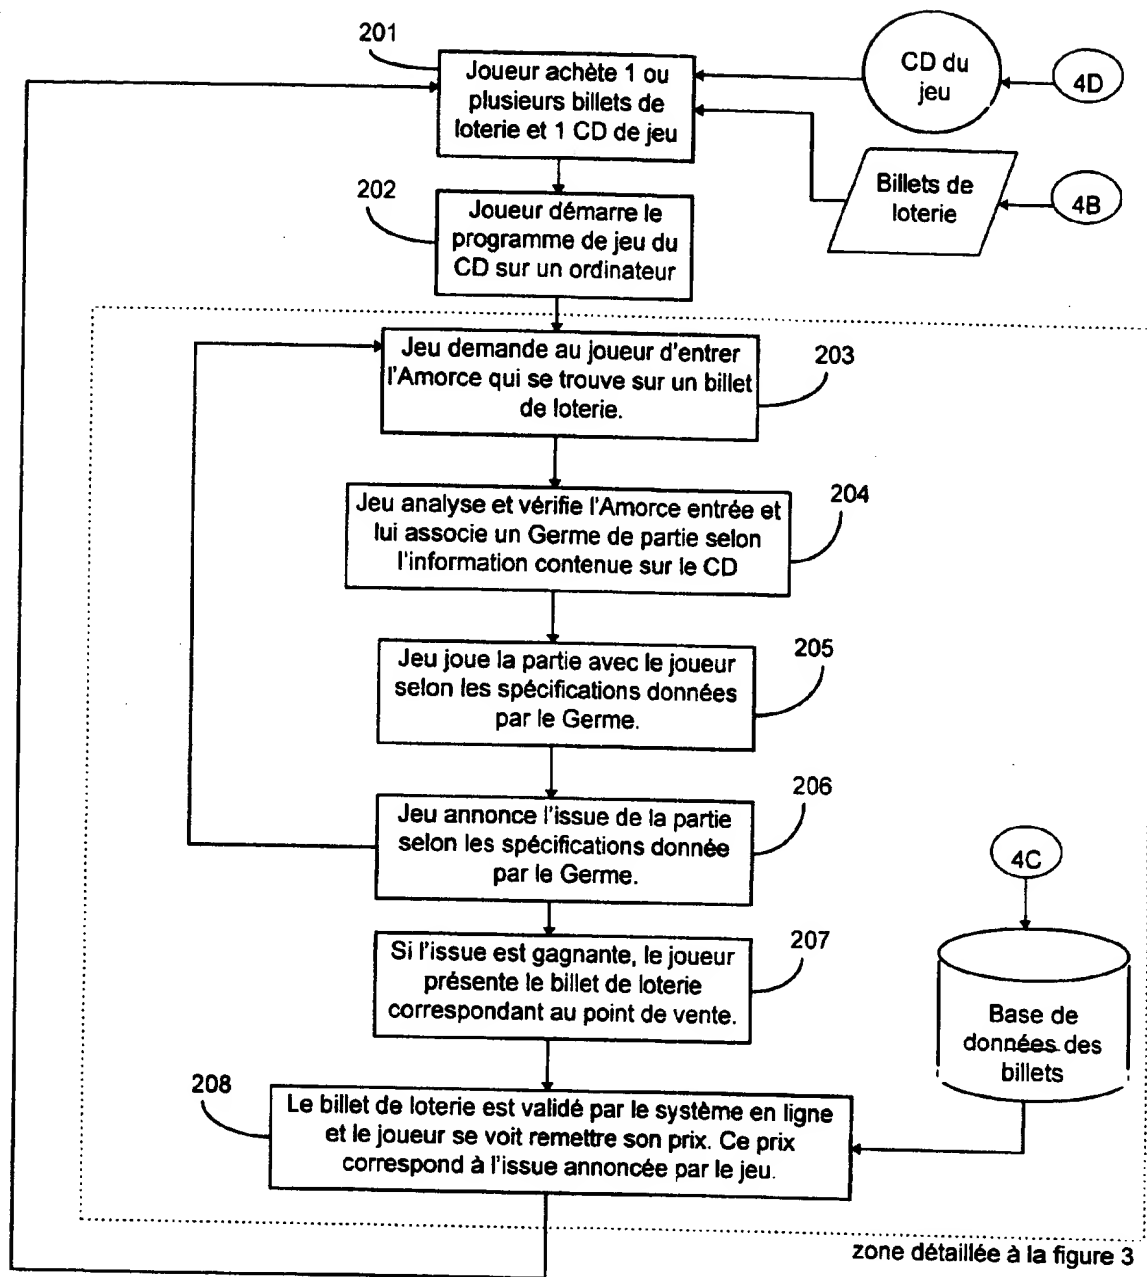 201
Joueur achète 1 ou
plusieurs billets de
loterie et 1 CD de jeu
CD du
jeu
4D
Billets de
loterie
4B
202
Joueur démarre le
programme de jeu du
CD sur un ordinateur
Jeu demande au joueur d'entrer
l'Amorce qui se trouve sur un billet
de loterie.
203
Jeu analyse et vérifie l'Amorce entrée et
lui associe un Germe de partie selon
l'information contenue sur le CD
204
Jeu joue la partie avec le joueur
selon les spécifications données
par le Germe.
205
Jeu annonce l'issue de la partie
selon les spécifications donnée
par le Germe.
206
4C
Si l'issue est gagnante, le joueur
présente le billet de loterie
correspondant au point de vente.
207
Base de
données des
billets
208
Le billet de loterie est validé par le système en ligne
et le joueur se voit remettre son prix. Ce prix
correspond à l'issue annoncée par le jeu.
zone détaillée à la figure 3